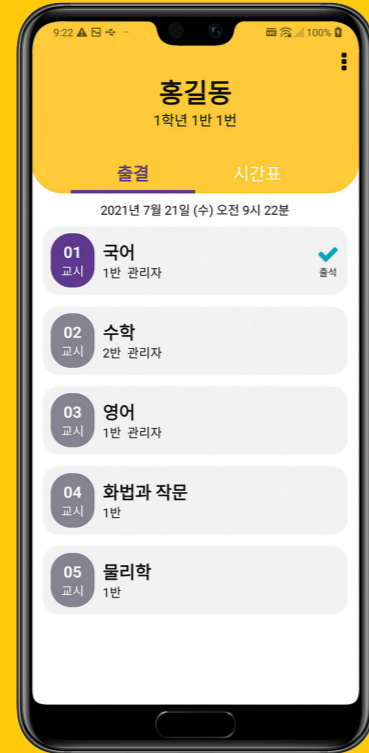 9:22
100%
홍길동
1학년 1반 1번
출결 시간표
2021년 7월 21일 (수) 오전 9시 22분
01 국어
교시 1반 관리자 출석
02 수학
교시 2반 관리자
03 영어
교시 1반 관리자
04 화법과 작문
교시 1반
05 물리학
교시 1반